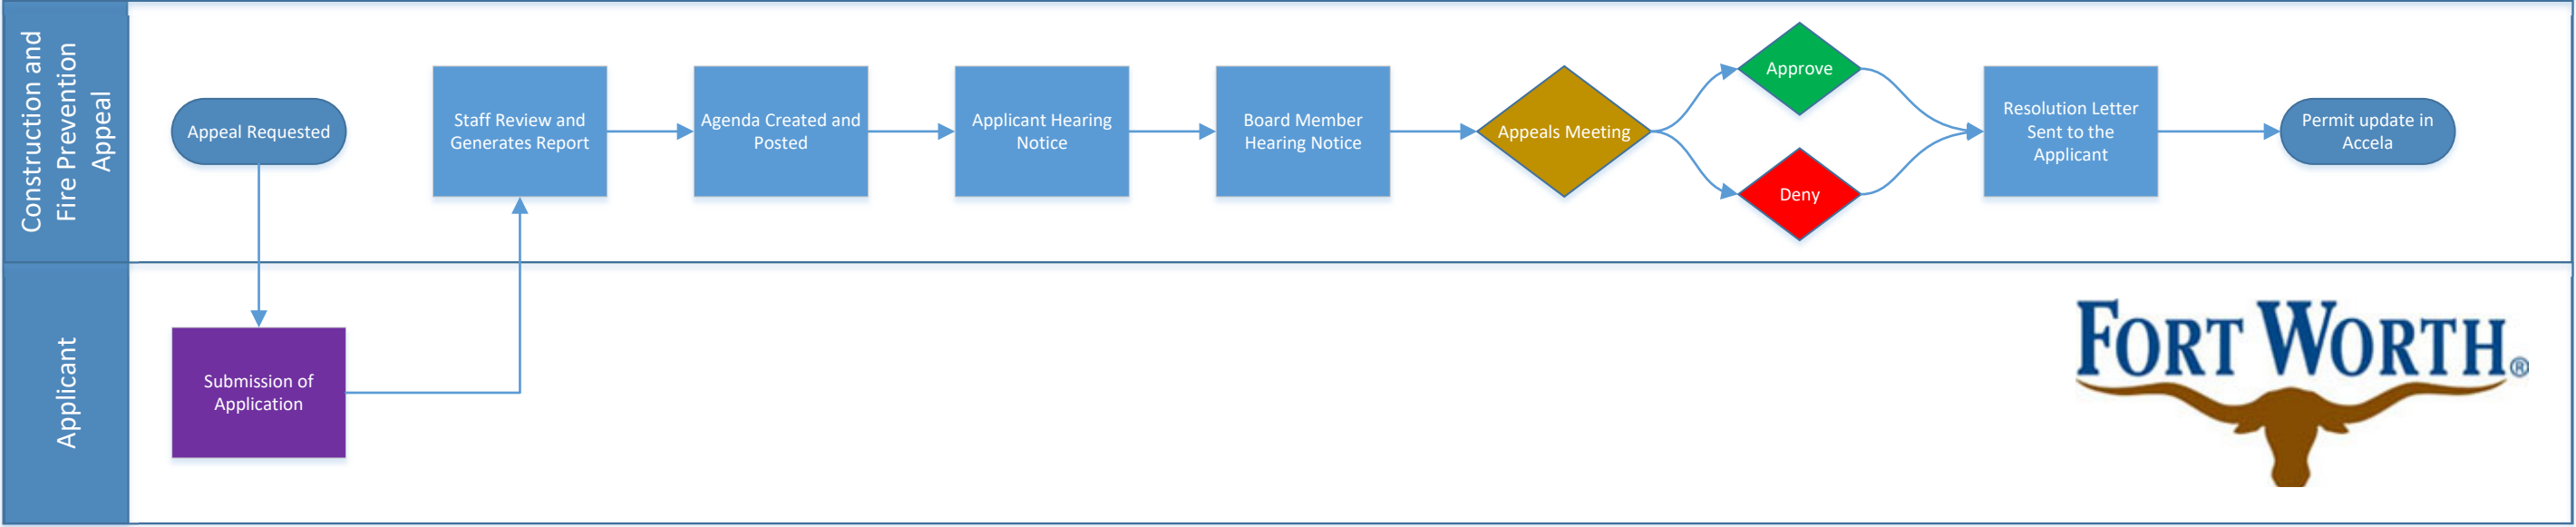 Construction and
Fire Prevention
Appeal
Appeal Requested
Staff Review and
Generates Report
Agenda Created and
Posted
Applicant Hearing
Notice
Board Member
Hearing Notice
Appeals Meeting
Approve
Deny
Resolution Letter
Sent to the
Applicant
Permit update in
Accela
Applicant
Submission of
Application
FORT WORTH®